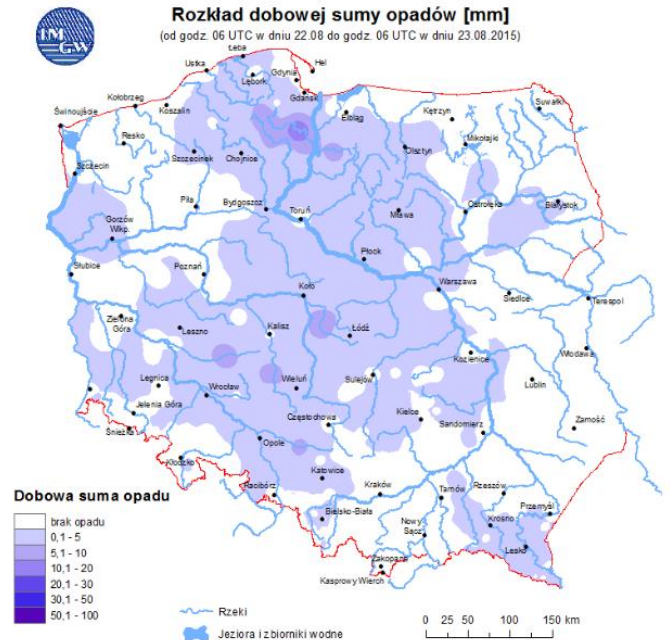 IM
GW
Rozkład dobowej sumy opadów [mm]
(od godz. 06 UTC w dniu 22.08 do godz. 06 UTC w dniu 23.08.2015)
Łeba
Ustka
Hel
Lębork
Gdynia
Gdańsk
Suwałki
Kołobrzeg
Koszalin
Elbląg
Kętrzyn
Świnoujście
Resko
Mikołajki
Szczecinek
Chojnice
Olsztyn
Szczecin
Piła
Bydgoszcz
Toruń
Mława
Ostrołęka
Białystok
Gorzów
Wlkp.
Płock
Słubice
Poznań
Koło
Warszawa
Siedlce
Terespol
Zielona
Góra
Leszno
Kalisz
Łódź
Kozienice
Włodawa
Legnica
Wrocław
Wieluń
Sulejów
Lublin
Jelenia Góra
Częstochowa
Kielce
Sandomierz
Zamość
Śnieżka
Kłodzko
Opole
Katowice
Racibórz
Kraków
Tarnów
Rzeszów
Przemyśl
Bielsko-Biała
Nowy
Sącz
Krosno
Lesko
Zakopane
Kasprowy Wierch
Dobowa suma opadu
brak opadu
0,1 - 5
5,1 - 10
10,1 - 20
20,1 - 30
30,1 - 50
50,1 - 100
Rzeki
Jeziora i zbiorniki wodne
0 25 50 100 150 km